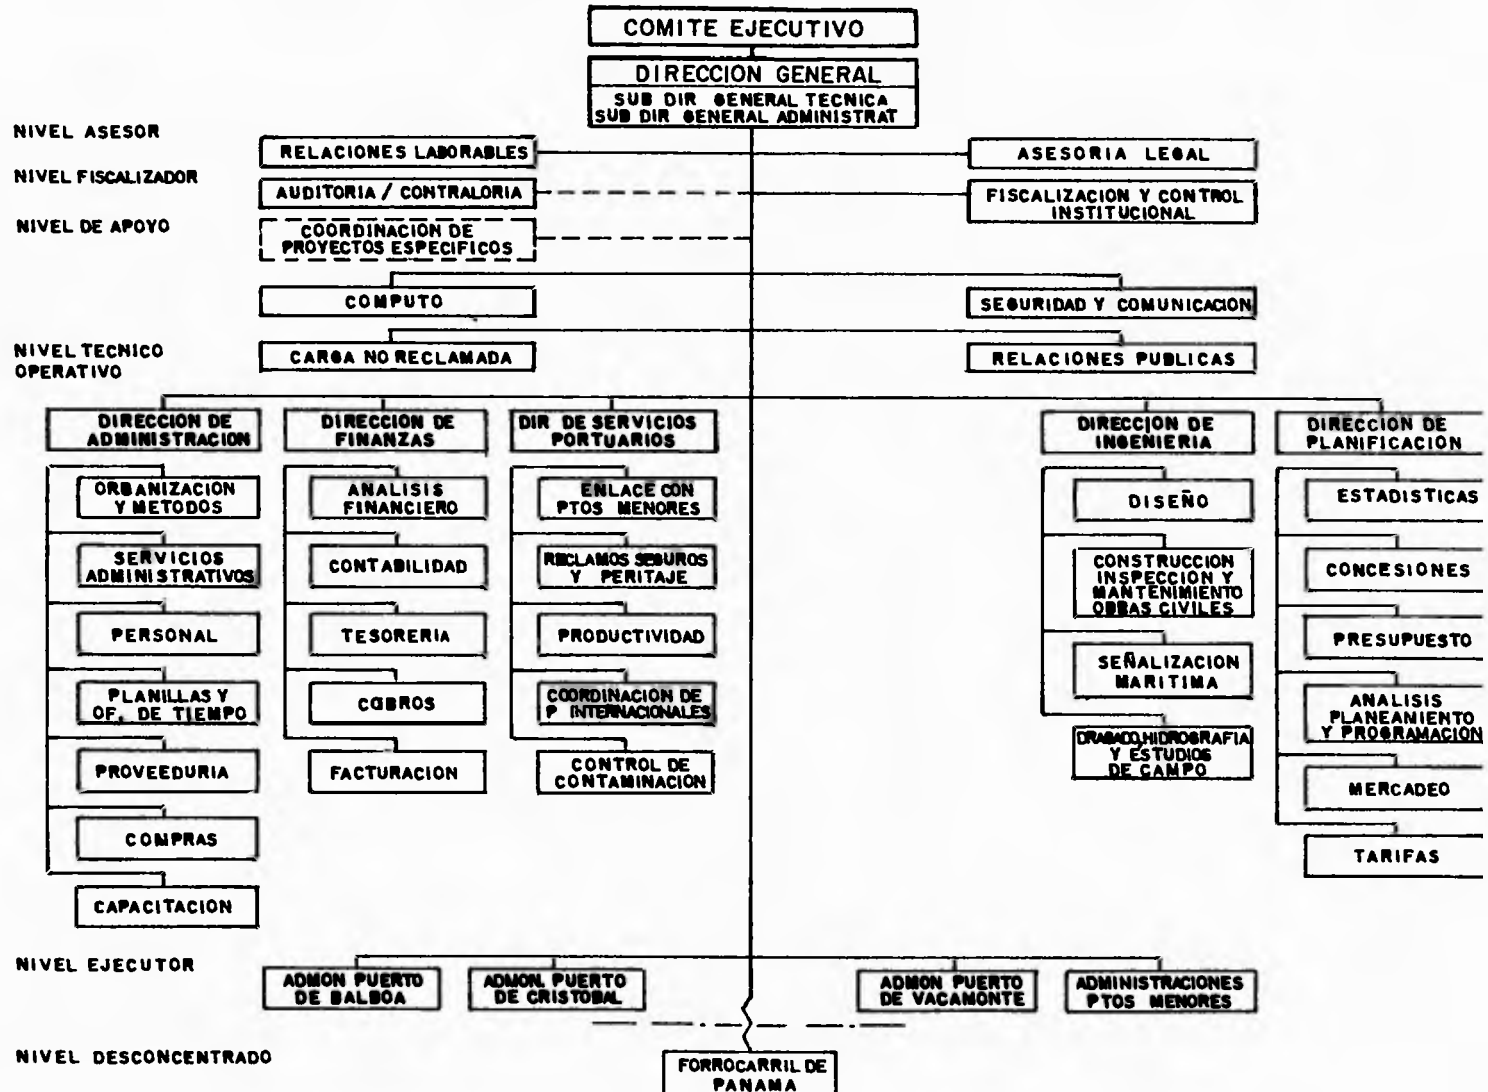 COMITE EJECUTIVO
DIRECCION GENERAL
SUB DIR GENERAL TECNICA
SUB DIR GENERAL ADMINISTRAT
NIVEL ASESOR
RELACIONES LABORABLES
ASESORIA LEGAL
NIVEL FISCALIZADOR
AUDITORIA / CONTRALORIA
FISCALIZACION Y CONTROL
INSTITUCIONAL
NIVEL DE APOYO
COORDINACION DE
PROYECTOS ESPECIFICOS
COMPUTO
SEGURIDAD Y COMUNICACION
NIVEL TECNICO
OPERATIVO
CARGA NO RECLAMADA
RELACIONES PUBLICAS
DIRECCION DE
ADMINISTRACION
ORGANIZACION
Y METODOS
SERVICIOS
ADMINISTRATIVOS
PERSONAL
PLANILLAS Y
OF. DE TIEMPO
PROVEEDURIA
COMPRAS
CAPACITACION
DIRECCION DE
FINANZAS
ANALISIS
FINANCIERO
CONTABILIDAD
TESORERIA
COBROS
FACTURACION
DIR DE SERVICIOS
PORTUARIOS
ENLACE CON
PTOS MENORES
RECLAMOS SEGUROS
Y PERITAJE
PRODUCTIVIDAD
COORDINACION DE
P INTERNACIONALES
CONTROL DE
CONTAMINACION
DIRECCION DE
INGENIERIA
DISEÑO
CONSTRUCCION
INSPECCION Y
MANTENIMIENTO
OBRAS CIVILES
SEÑALIZACION
MARITIMA
DRAGADO, HIDROGRAFIA
Y ESTUDIOS
DE CAMPO
DIRECCION DE
PLANIFICACION
ESTADISTICAS
CONCESIONES
PRESUPUESTO
ANALISIS
PLANEAMIENTO
Y PROGRAMACION
MERCADEO
TARIFAS
NIVEL EJECUTOR
ADMON PUERTO
DE BALBOA
ADMON. PUERTO
DE CRISTOBAL
ADMON PUERTO
DE VACAMONTE
ADMINISTRACIONES
PTOS MENORES
NIVEL DESCONCENTRADO
FORROCARRIL DE
PANAMA